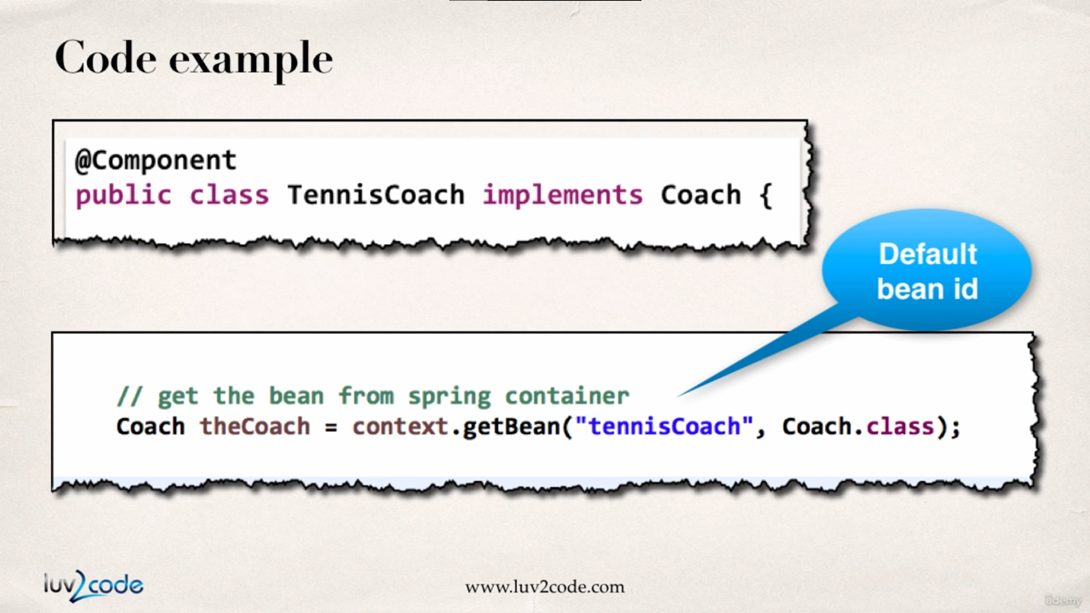 Code example
@Component
public class TennisCoach implements Coach {
Default
bean id
// get the bean from spring container
Coach theCoach = context.getBean("tennisCoach", Coach.class);
luv2code
www.luv2code.com
ûdemy